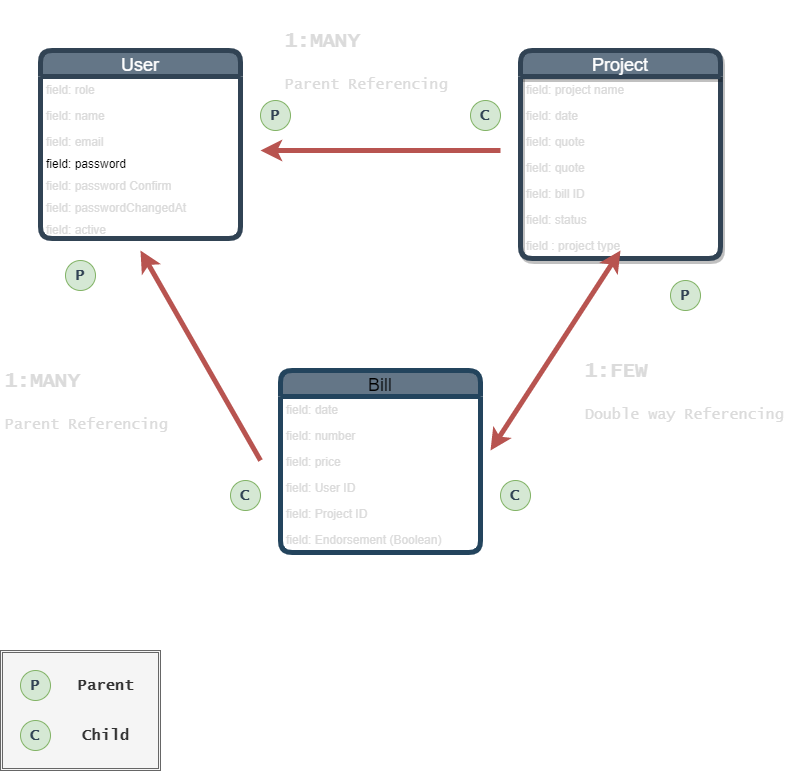 1:MANY
Parent Referencing
User
field: role
field: name
field: email
field: password
field: password Confirm
field: passwordChangedAt
field: active
P
C
Project
field: project name
field: date
field: quote
field: quote
field: bill ID
field: status
field : project type
P
P
1:MANY
Parent Referencing
1:FEW
Double way Referencing
Bill
field: date
field: number
field: price
field: User ID
field: Project ID
field: Endorsement (Boolean)
C
C
P Parent
C Child